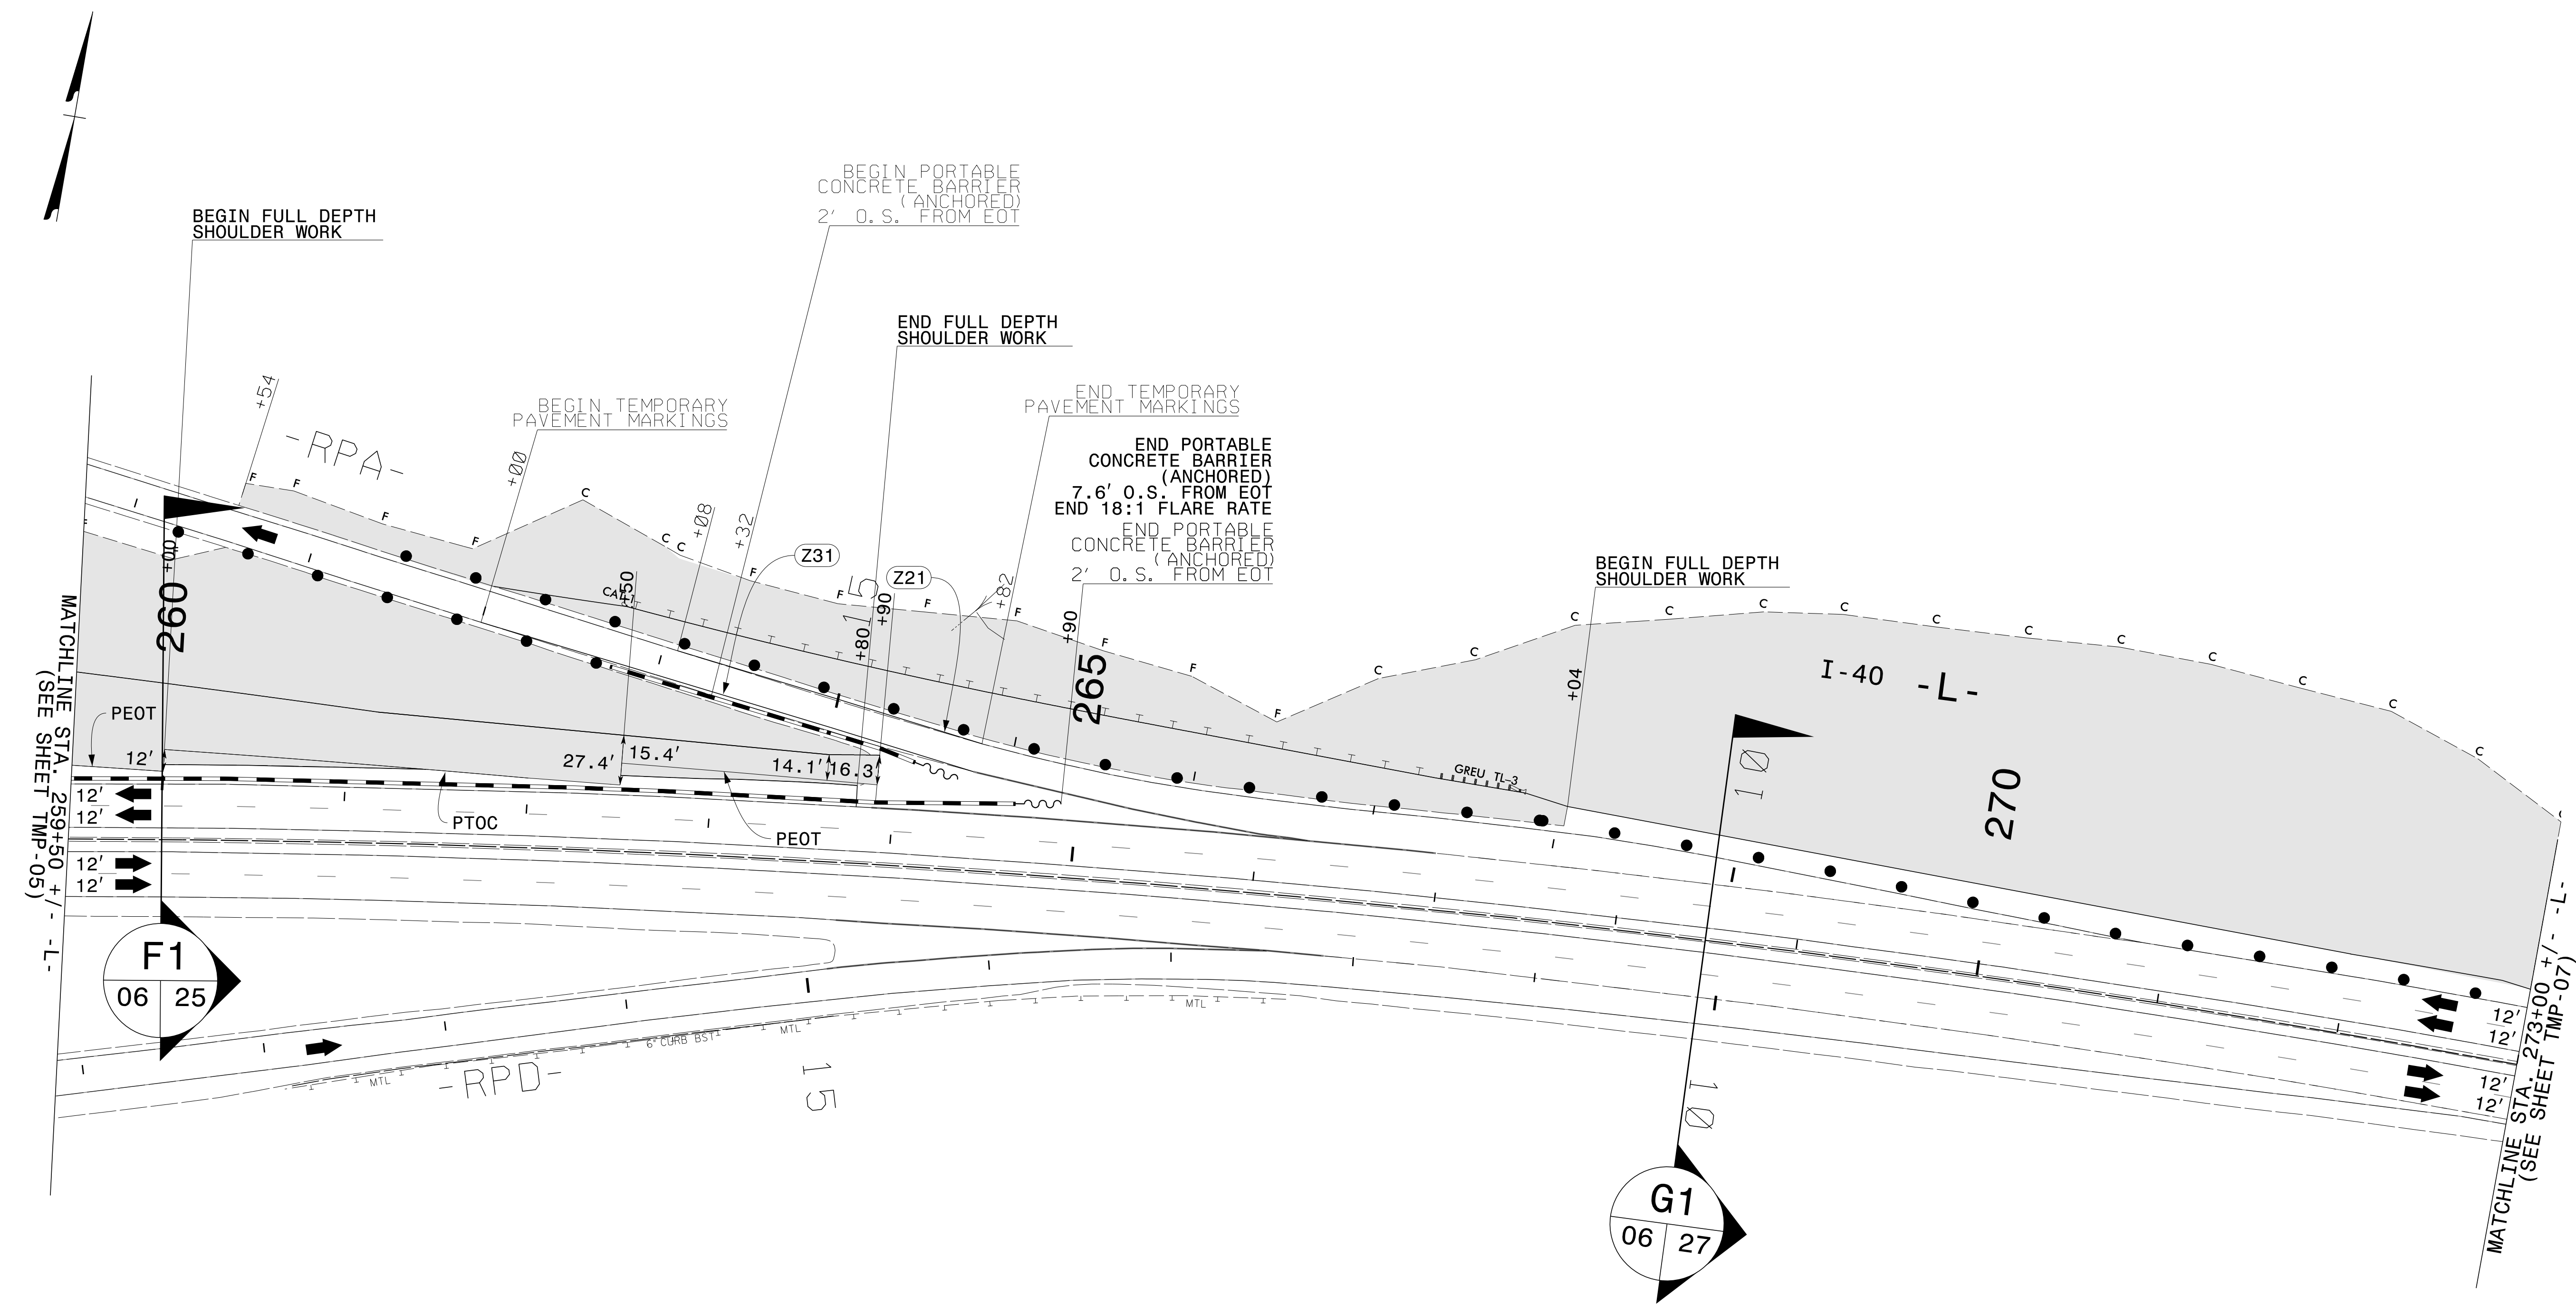 BEGIN PORTABLE
CONCRETE BARRIER
(ANCHORED)
2' O.S. FROM EOT
BEGIN FULL DEPTH
SHOULDER WORK
END FULL DEPTH
SHOULDER WORK
+54
-RPA-
BEGIN TEMPORARY
PAVEMENT MARKINGS
END TEMPORARY
PAVEMENT MARKINGS
END PORTABLE
CONCRETE BARRIER
(ANCHORED)
7.6' O.S. FROM EOT
END 18:1 FLARE RATE
END PORTABLE
CONCRETE BARRIER
(ANCHORED)
2' O.S. FROM EOT
BEGIN FULL DEPTH
SHOULDER WORK
+00
+08
+32
F
F
F
F
C
C
C
F
F
F
F
F
F
F
C
C
C
C
C
C
C
C
C
C
C
C
C
C
F
+00
260
CAT-1
+50
Z31
15
+80
+90
Z21
+82
+90
265
+04
I-40
-L-
10
270
GREU TL-3
MATCHLINE STA. 259+50 +/- -L-
(SEE SHEET TMP-05)
PEOT
12'
27.4'
15.4'
14.1'
16.3'
PTOC
PEOT
12'
12'
12'
12'
F1
06
25
MTL
6" CURB BST
MTL
MTL
-RPD-
15
10
G1
06
27
12'
12'
12'
12'
MATCHLINE STA. 273+00 +/- -L-
(SEE SHEET TMP-07)